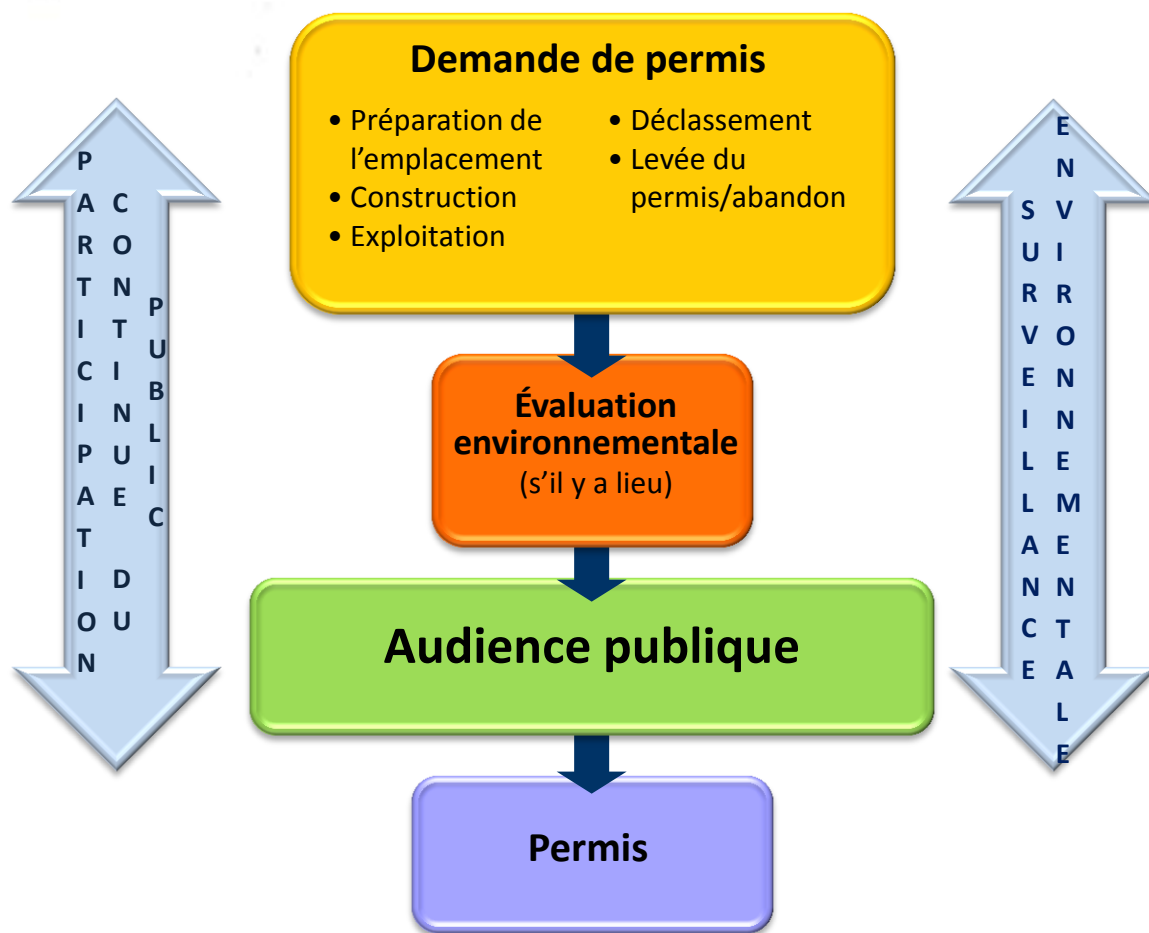 Demande de permis
• Préparation de
l’emplacement
• Construction
• Exploitation
• Déclassement
• Levée du
permis/abandon
PARTICIPATION
CONTINUE DU
PUBLIC
Évaluation
environnementale
(s’il y a lieu)
Audience publique
Permis
SURVEILLANCE
ENVIRONNEMENTALE